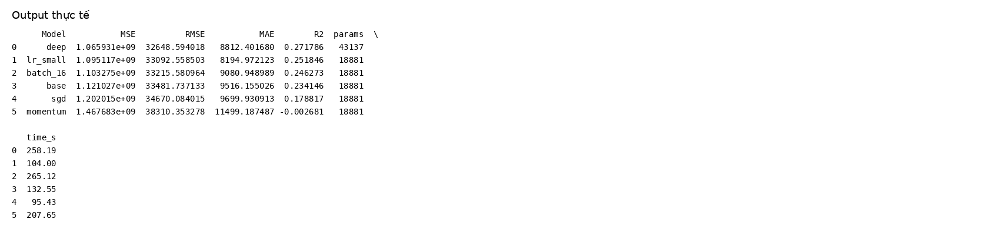 Output thực tế
Model MSE RMSE MAE R2 params \
0 deep 1.065931e+09 32648.594018 8812.401680 0.271786 43137
1 lr_small 1.095117e+09 33092.558503 8194.972123 0.251846 18881
2 batch_16 1.103275e+09 33215.580964 9080.948989 0.246273 18881
3 base 1.121027e+09 33481.737133 9516.155026 0.234146 18881
4 sgd 1.202015e+09 34670.084015 9699.930913 0.178817 18881
5 momentum 1.467683e+09 38310.353278 11499.187487 -0.002681 18881
time_s
0 258.19
1 104.00
2 265.12
3 132.55
4 95.43
5 207.65